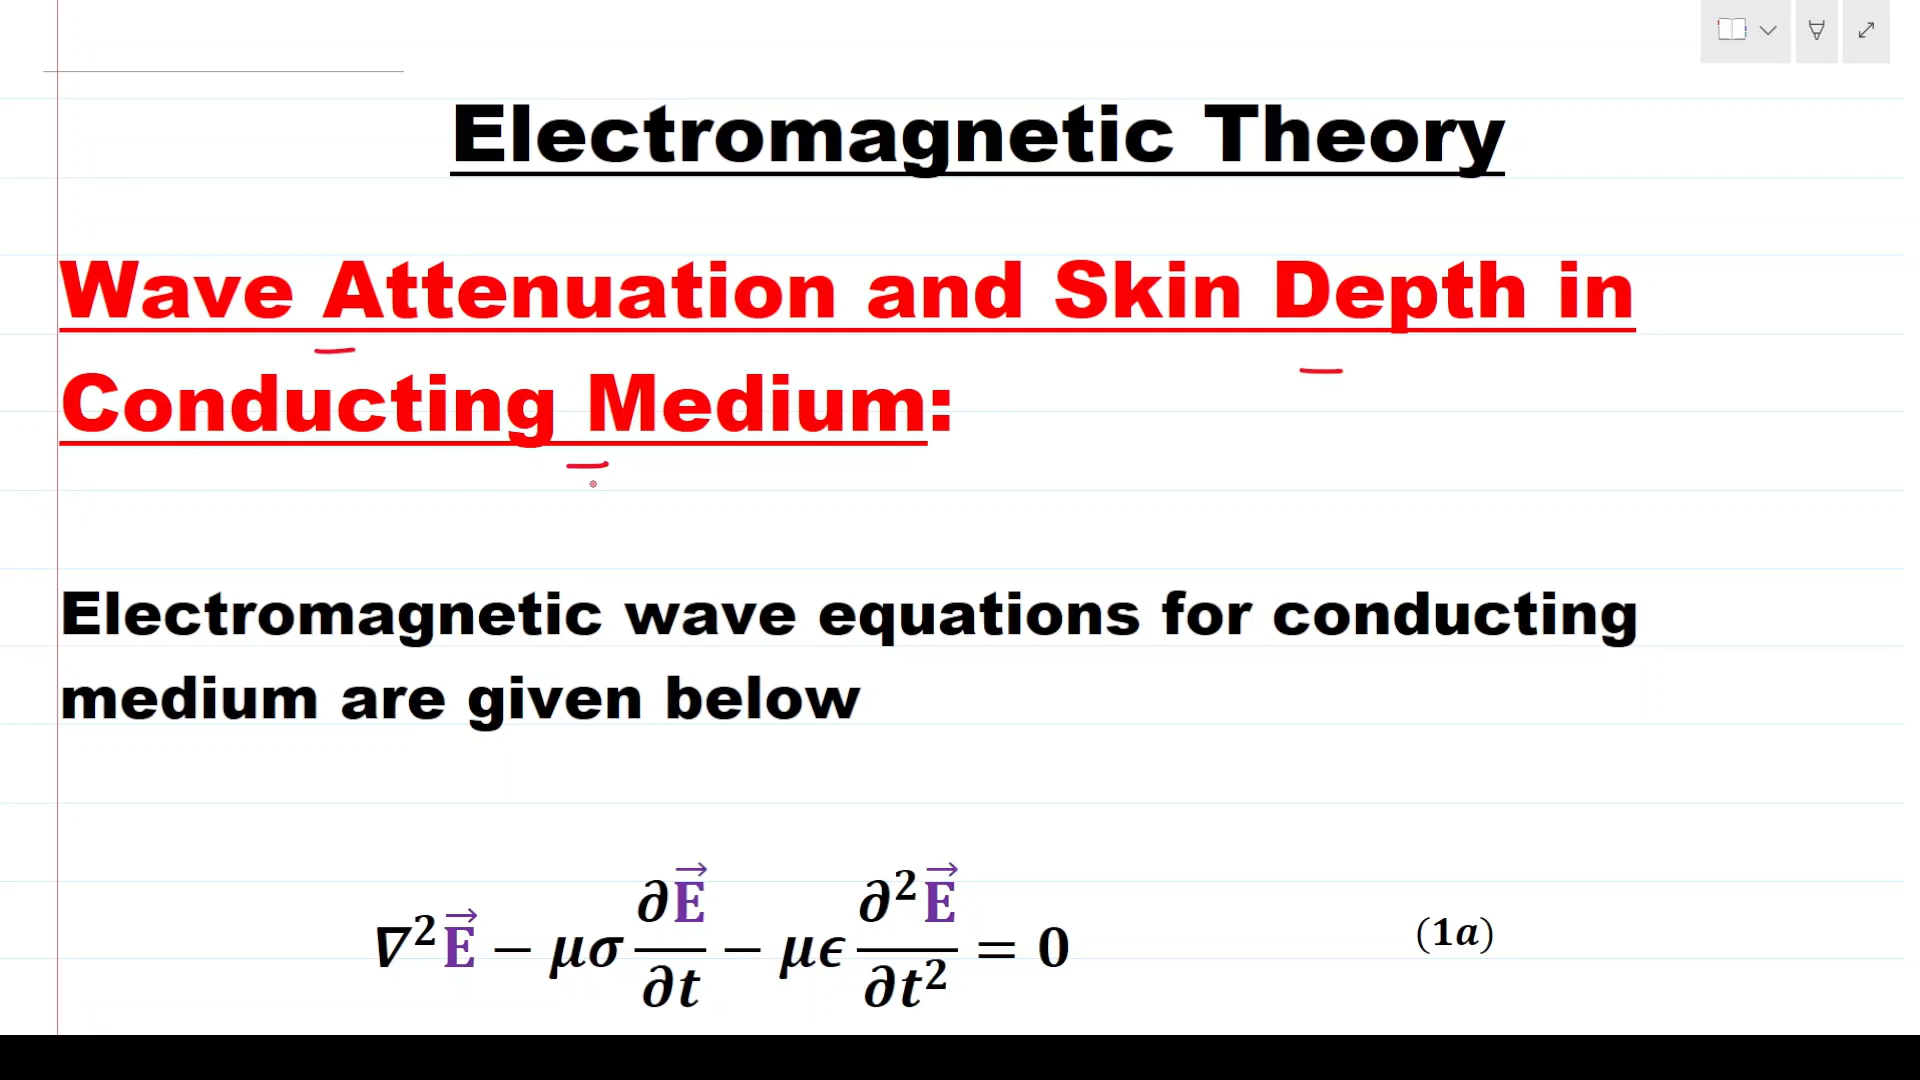 Electromagnetic Theory
Wave Attenuation and Skin Depth in
Conducting Medium:
Electromagnetic wave equations for conducting
medium are given below
∇²E⃗ − μσ ∂E⃗/∂t − μϵ ∂²E⃗/∂t² = 0 (1a)